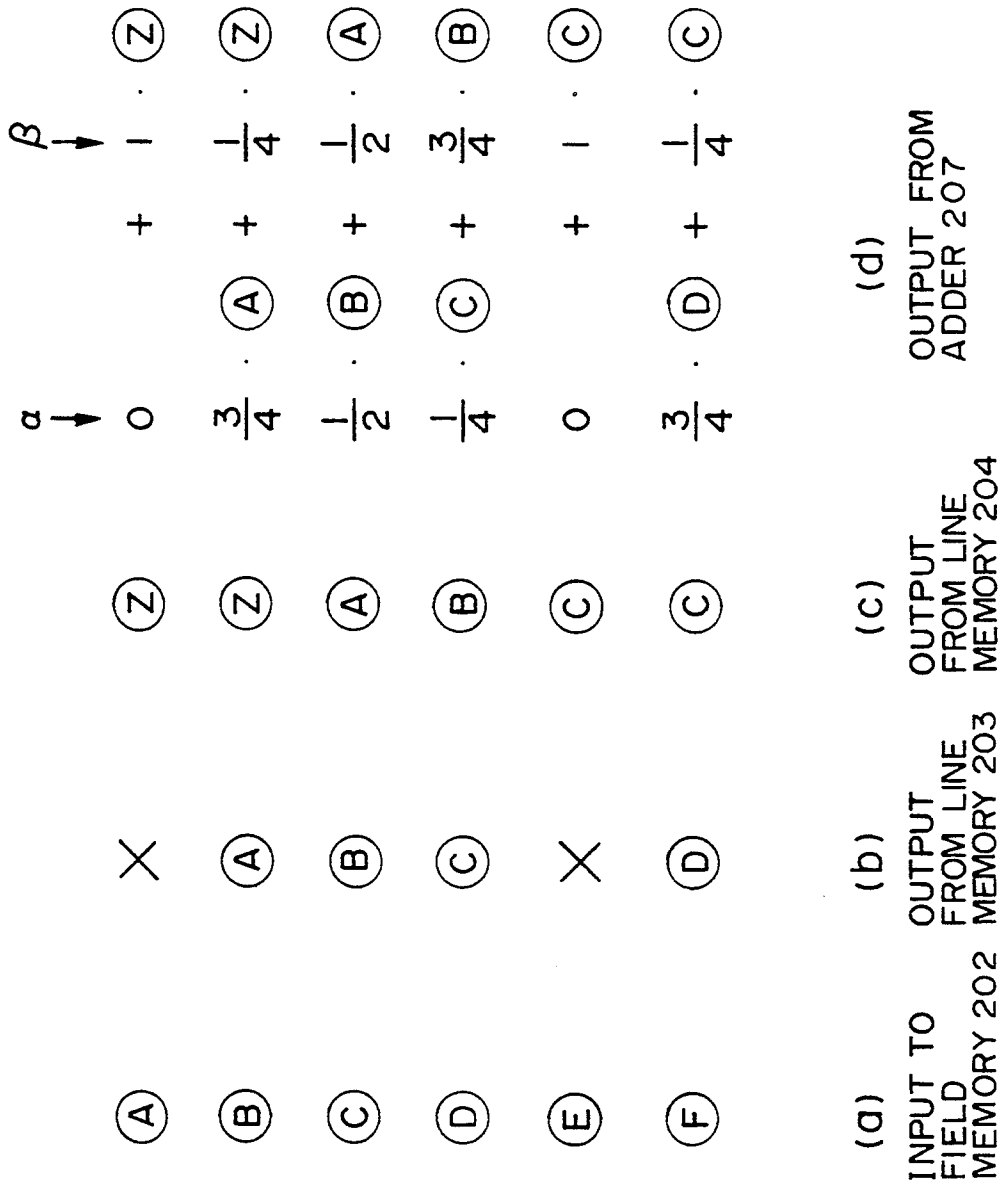 α β
↓ ↓
A × Z 0 + 1 · Z
B A Z 3/4 · A + 1/4 · Z
C B A 1/2 · B + 1/2 · A
D C B 1/4 · C + 3/4 · B
E × C 0 + 1 · C
F D C 3/4 · D + 1/4 · C
(a)
INPUT TO
FIELD
MEMORY 202
(b)
OUTPUT
FROM LINE
MEMORY 203
(c)
OUTPUT
FROM LINE
MEMORY 204
(d)
OUTPUT FROM
ADDER 207